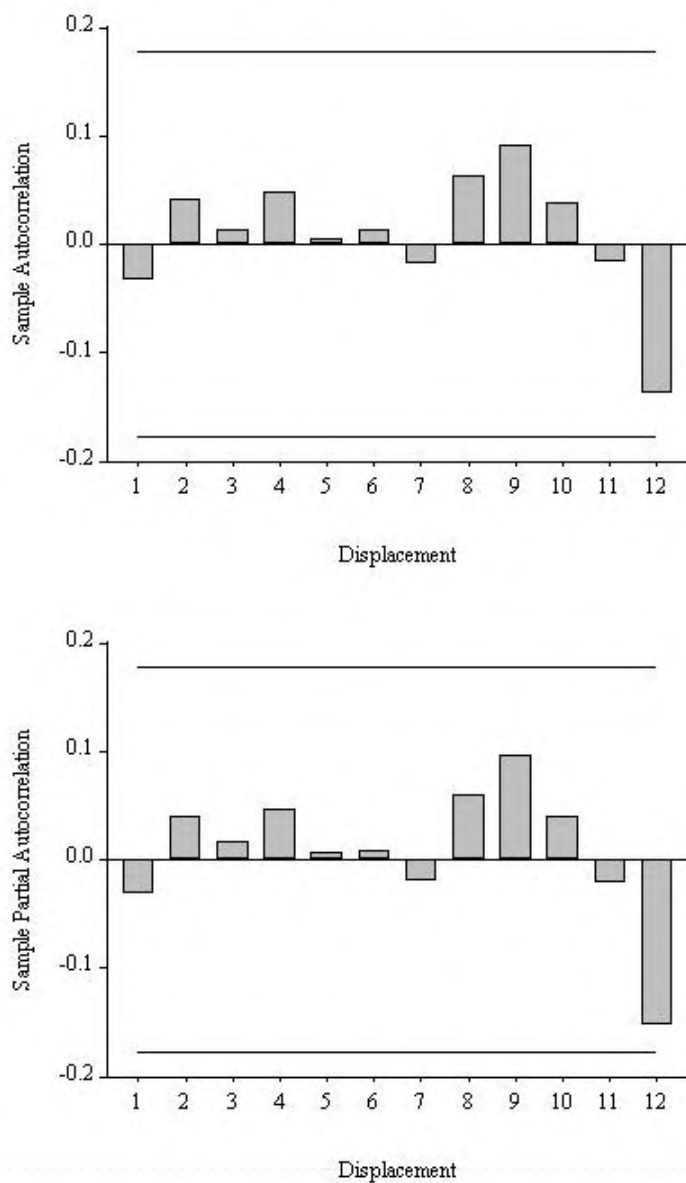 0.2
0.1
0.0
-0.1
-0.2
Sample Autocorrelation
1 2 3 4 5 6 7 8 9 10 11 12
Displacement
0.2
0.1
0.0
-0.1
-0.2
Sample Partial Autocorrelation
1 2 3 4 5 6 7 8 9 10 11 12
Displacement